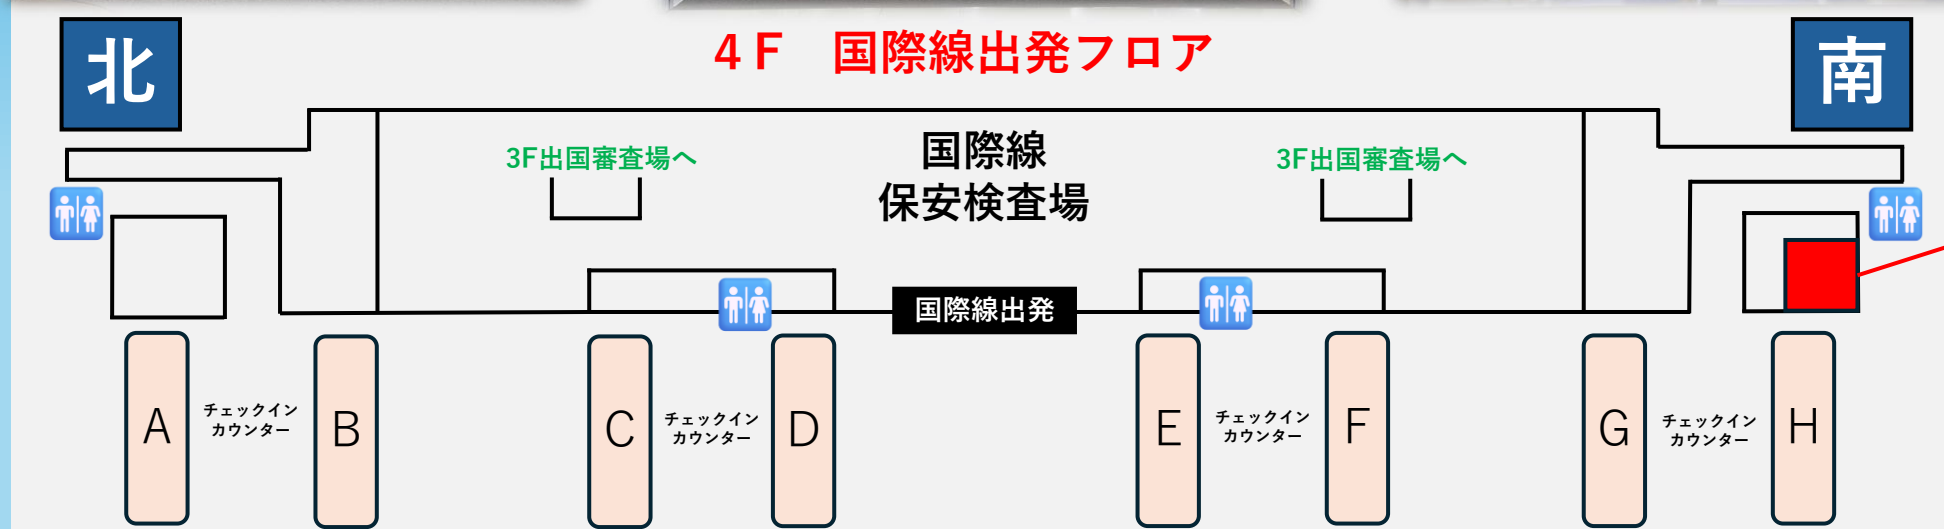 北
4F 国際線出発フロア
南
3F出国審査場へ
国際線
保安検査場
3F出国審査場へ
国際線出発
A
チェックイン
カウンター
B
C
チェックイン
カウンター
D
E
チェックイン
カウンター
F
G
チェックイン
カウンター
H